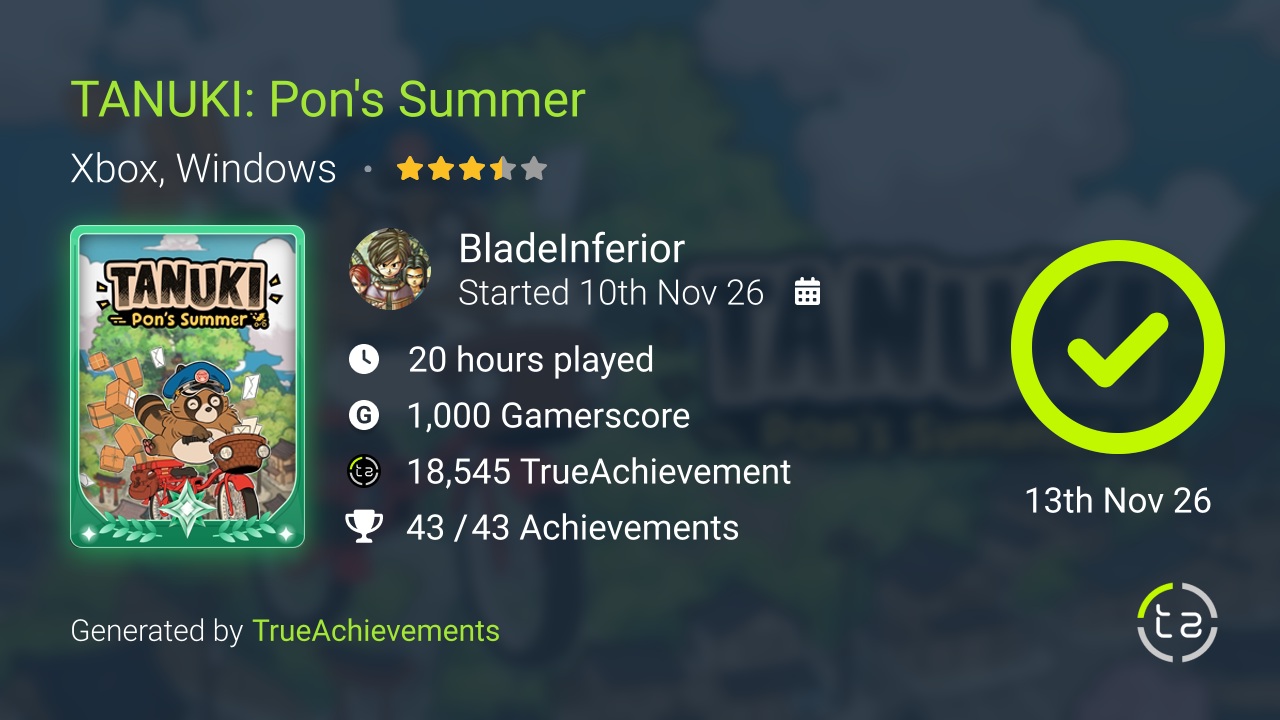 TANUKI: Pon's Summer
Xbox, Windows
TANUKI
Pon's Summer
BladeInferior
Started 10th Nov 26
20 hours played
G 1,000 Gamerscore
18,545 TrueAchievement
43 / 43 Achievements
13th Nov 26
Generated by TrueAchievements